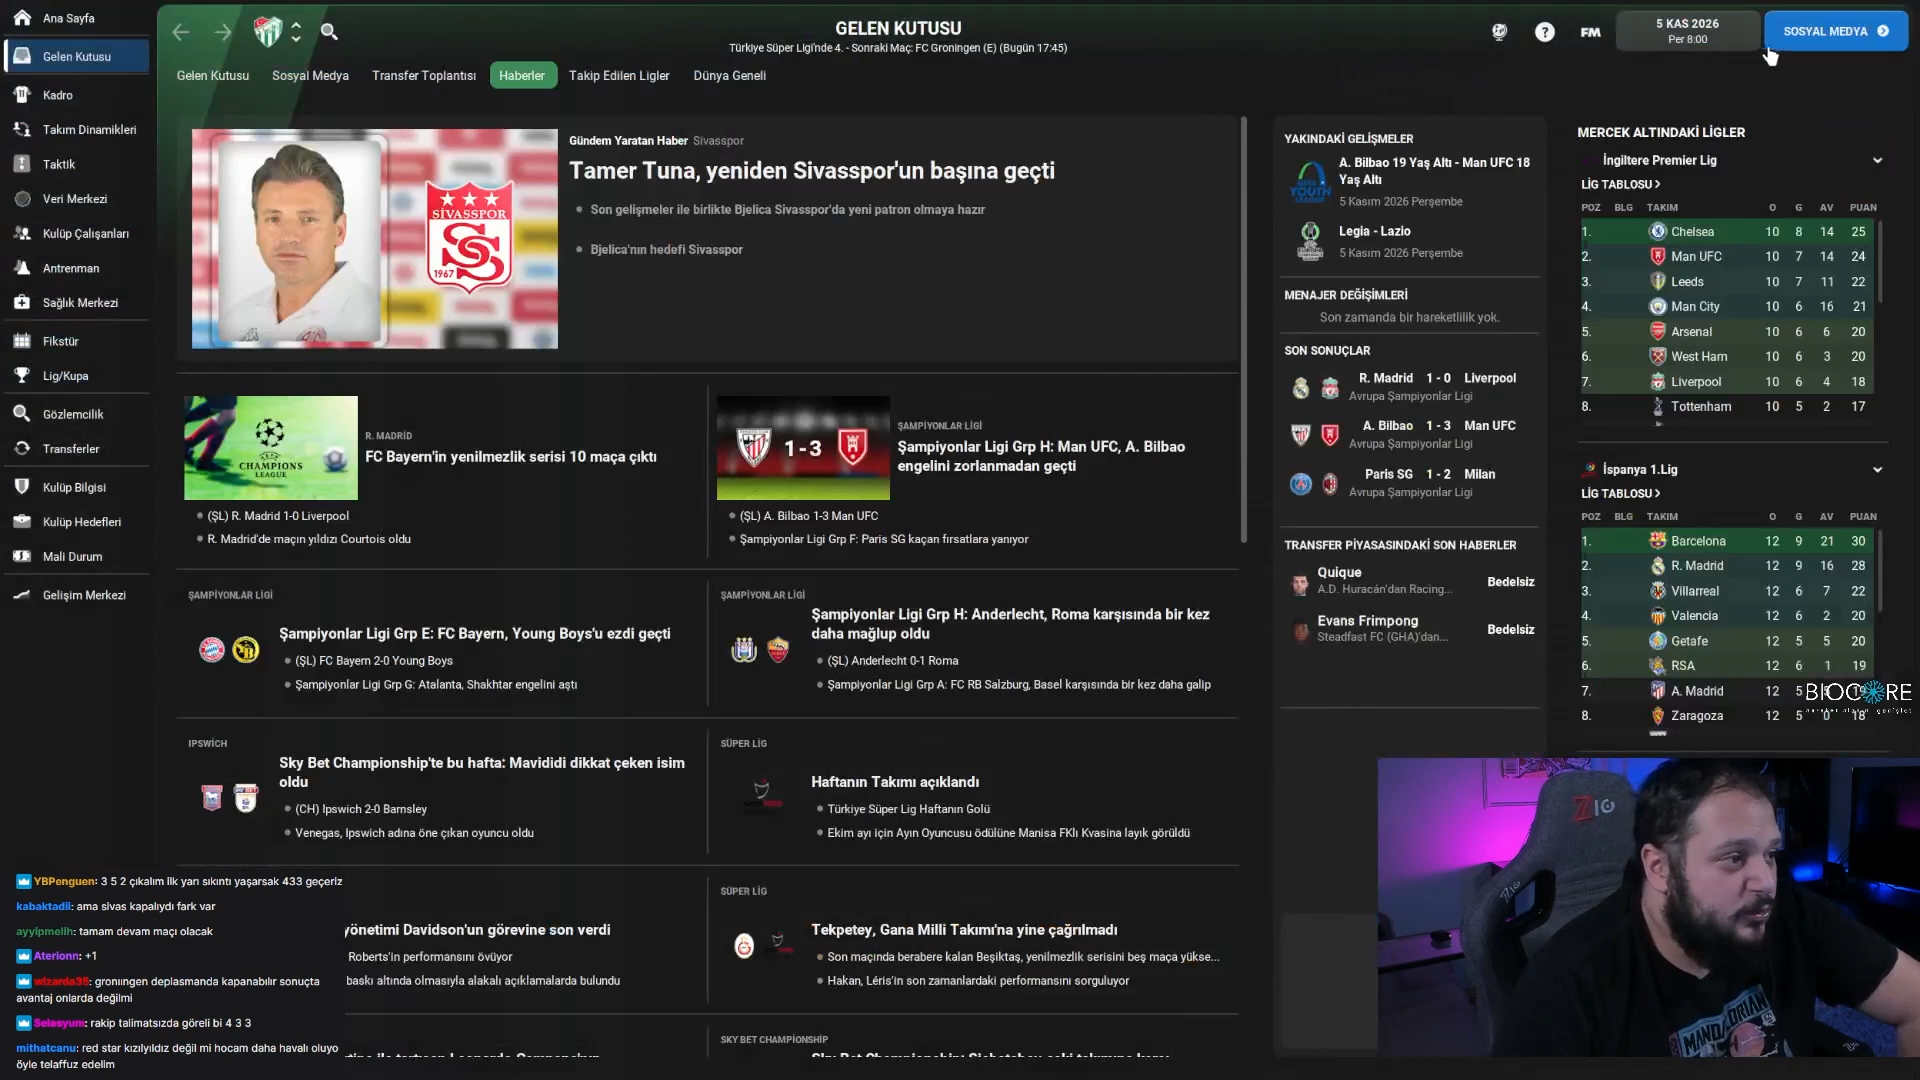 Ana Sayfa
Gelen Kutusu
Kadro
Takım Dinamikleri
Taktik
Veri Merkezi
Kulüp Çalışanları
Antrenman
Sağlık Merkezi
Fikstür
Lig/Kupa
Gözlemcilik
Transferler
Kulüp Bilgisi
Kulüp Hedefleri
Mali Durum
Gelişim Merkezi
GELEN KUTUSU
Türkiye Süper Ligi'nde 4. - Sonraki Maç: FC Groningen (E) (Bugün 17:45)
FM
5 KAS 2026
Per 8:00
SOSYAL MEDYA
Gelen Kutusu Sosyal Medya Transfer Toplantısı Haberler Takip Edilen Ligler Dünya Geneli
SİVASSPOR
1967
Gündem Yaratan Haber Sivasspor
Tamer Tuna, yeniden Sivasspor'un başına geçti
Son gelişmeler ile birlikte Bjelica Sivasspor'da yeni patron olmaya hazır
Bjelica'nın hedefi Sivasspor
CHAMPIONS
LEAGUE
R. MADRİD
FC Bayern'in yenilmezlik serisi 10 maça çıktı
(ŞL) R. Madrid 1-0 Liverpool
R. Madrid'de maçın yıldızı Courtois oldu
1-3
ŞAMPİYONLAR LİGİ
Şampiyonlar Ligi Grp H: Man UFC, A. Bilbao
engelini zorlanmadan geçti
(ŞL) A. Bilbao 1-3 Man UFC
Şampiyonlar Ligi Grp F: Paris SG kaçan fırsatlara yanıyor
ŞAMPİYONLAR LİGİ
Şampiyonlar Ligi Grp E: FC Bayern, Young Boys'u ezdi geçti
(ŞL) FC Bayern 2-0 Young Boys
Şampiyonlar Ligi Grp G: Atalanta, Shakhtar engelini aştı
ŞAMPİYONLAR LİGİ
Şampiyonlar Ligi Grp H: Anderlecht, Roma karşısında bir kez
daha mağlup oldu
(ŞL) Anderlecht 0-1 Roma
Şampiyonlar Ligi Grp A: FC RB Salzburg, Basel karşısında bir kez daha galip
IPSWİCH
Sky Bet Championship'te bu hafta: Mavididi dikkat çeken isim
oldu
(CH) Ipswich 2-0 Barnsley
Venegas, Ipswich adına öne çıkan oyuncu oldu
SÜPER LİG
Haftanın Takımı açıklandı
Türkiye Süper Lig Haftanın Golü
Ekim ayı için Ayın Oyuncusu ödülüne Manisa FKlı Kvasina layık görüldü
yönetimi Davidson'un görevine son verdi
Roberts'in performansını övüyor
baskı altında olmasıyla alakalı açıklamalarda bulundu
SÜPER LİG
Tekpetey, Gana Milli Takımı'na yine çağrılmadı
Son maçında berabere kalan Beşiktaş, yenilmezlik serisini beş maça yükse...
Hakan, Léris'in son zamanlardaki performansını sorguluyor
SKY BET CHAMPİONSHİP
YAKINDAKİ GELİŞMELER
A. Bilbao 19 Yaş Altı - Man UFC 18
Yaş Altı
5 Kasım 2026 Perşembe
Legia - Lazio
5 Kasım 2026 Perşembe
MENAJER DEĞİŞİMLERİ
Son zamanda bir hareketlilik yok.
SON SONUÇLAR
R. Madrid 1 - 0 Liverpool
Avrupa Şampiyonlar Ligi
A. Bilbao 1 - 3 Man UFC
Avrupa Şampiyonlar Ligi
Paris SG 1 - 2 Milan
Avrupa Şampiyonlar Ligi
TRANSFER PİYASASINDAKİ SON HABERLER
Quique
A.D. Huracán'dan Racing...
Bedelsiz
Evans Frimpong
Steadfast FC (GHA)'dan...
Bedelsiz
MERCEK ALTINDAKİ LİGLER
İngiltere Premier Lig
LİG TABLOSU
POZ BLG TAKIM O G AV PUAN
1. Chelsea 10 8 14 25
2. Man UFC 10 7 14 24
3. Leeds 10 7 11 22
4. Man City 10 6 16 21
5. Arsenal 10 6 6 20
6. West Ham 10 6 3 20
7. Liverpool 10 6 4 18
8. Tottenham 10 5 2 17
İspanya 1.Lig
LİG TABLOSU
POZ BLG TAKIM O G AV PUAN
1. Barcelona 12 9 21 30
2. R. Madrid 12 9 16 28
3. Villarreal 12 6 7 22
4. Valencia 12 6 2 20
5. Getafe 12 6 5 20
6. RSA 12 6 1 19
7. A. Madrid 12 5
8. Zaragoza 12 5 0 18
BIOCORE
YBPenguen: 3 5 2 çıkalım ilk yarı sıkıntı yaşarsak 433 geçeriz
kabaktadii: ama sivas kapalıydı fark var
ayyipmelih: tamam devam maçı olacak
Aterionn: +1
wizarda35: groniıngen deplasmanda kapanabılır sonuçta
avantaj onlarda değilmi
Selasyum: rakip talimatsızda göreli bi 4 3 3
mithatcanu: red star kızılyıldız değil mi hocam daha havalı oluyo
öyle telaffuz edelim